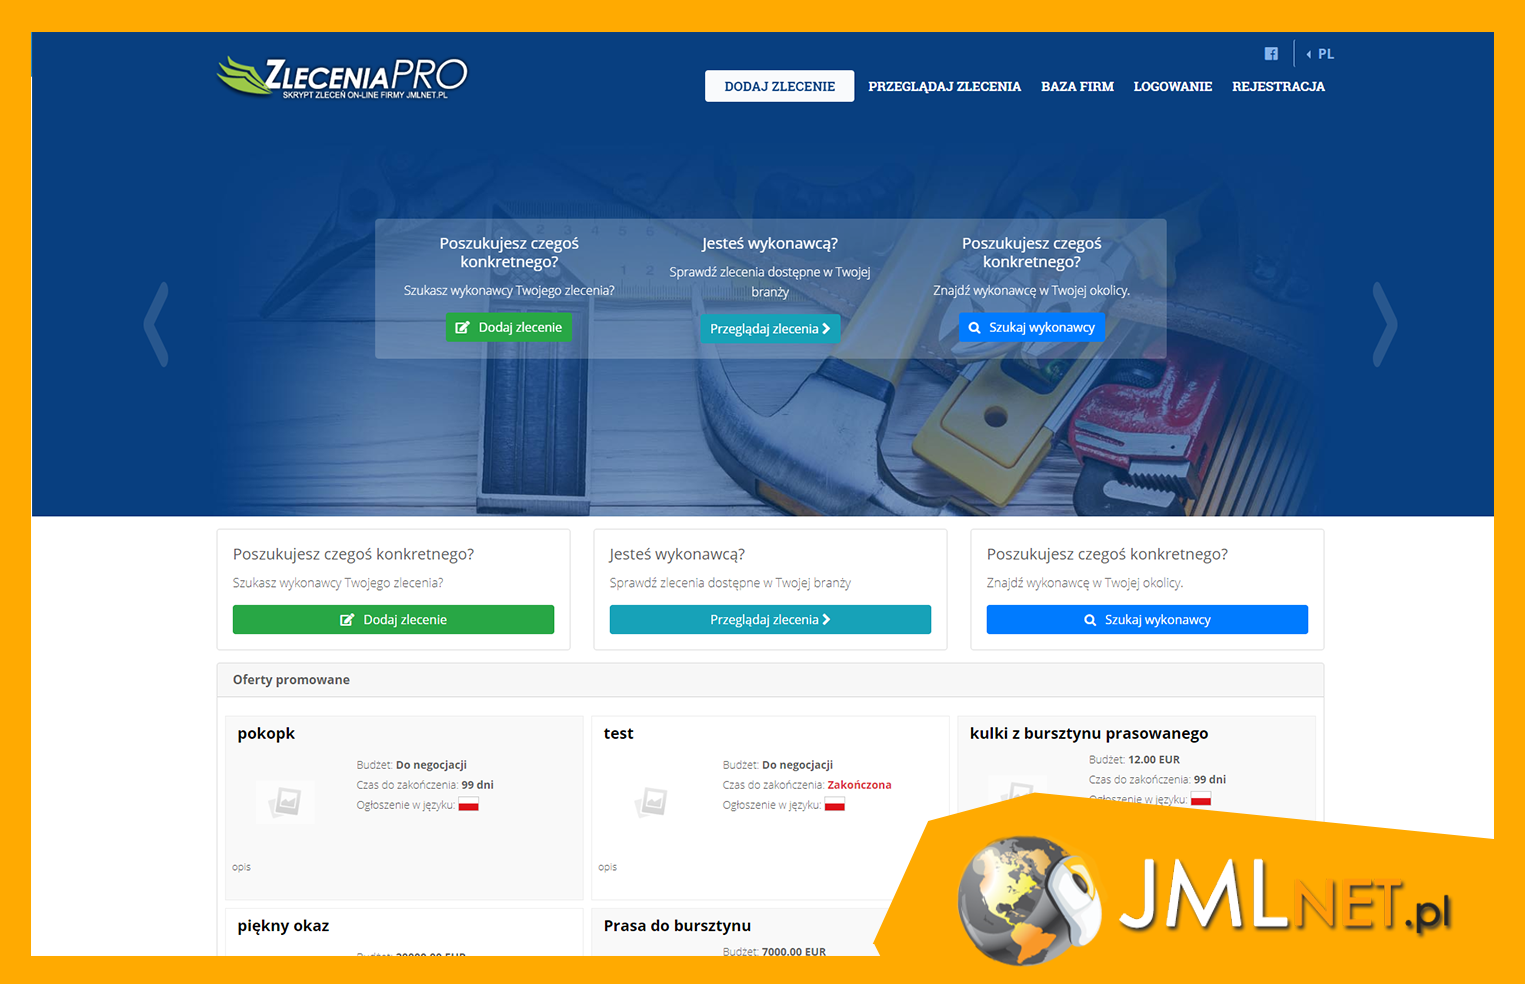 ZLECENIAPRO
SKRYPT ZLECEŃ ON-LINE FIRMY JMLNET.PL
PL
DODAJ ZLECENIE
PRZEGLĄDAJ ZLECENIA
BAZA FIRM
LOGOWANIE
REJESTRACJA
Poszukujesz czegoś
konkretnego?
Szukasz wykonawcy Twojego zlecenia?
Dodaj zlecenie
Jesteś wykonawcą?
Sprawdź zlecenia dostępne w Twojej
branży
Przeglądaj zlecenia
Poszukujesz czegoś
konkretnego?
Znajdź wykonawcę w Twojej okolicy.
Szukaj wykonawcy
Poszukujesz czegoś konkretnego?
Szukasz wykonawcy Twojego zlecenia?
Dodaj zlecenie
Jesteś wykonawcą?
Sprawdź zlecenia dostępne w Twojej branży
Przeglądaj zlecenia
Poszukujesz czegoś konkretnego?
Znajdź wykonawcę w Twojej okolicy.
Szukaj wykonawcy
Oferty promowane
pokopk
Budżet: Do negocjacji
Czas do zakończenia: 99 dni
Ogłoszenie w języku:
opis
test
Budżet: Do negocjacji
Czas do zakończenia: Zakończona
Ogłoszenie w języku:
opis
kulki z bursztynu prasowanego
Budżet: 12.00 EUR
Czas do zakończenia: 99 dni
Ogłoszenie w języku:
piękny okaz
Prasa do bursztynu
Budżet: 7000.00 EUR
JMLNET.pl